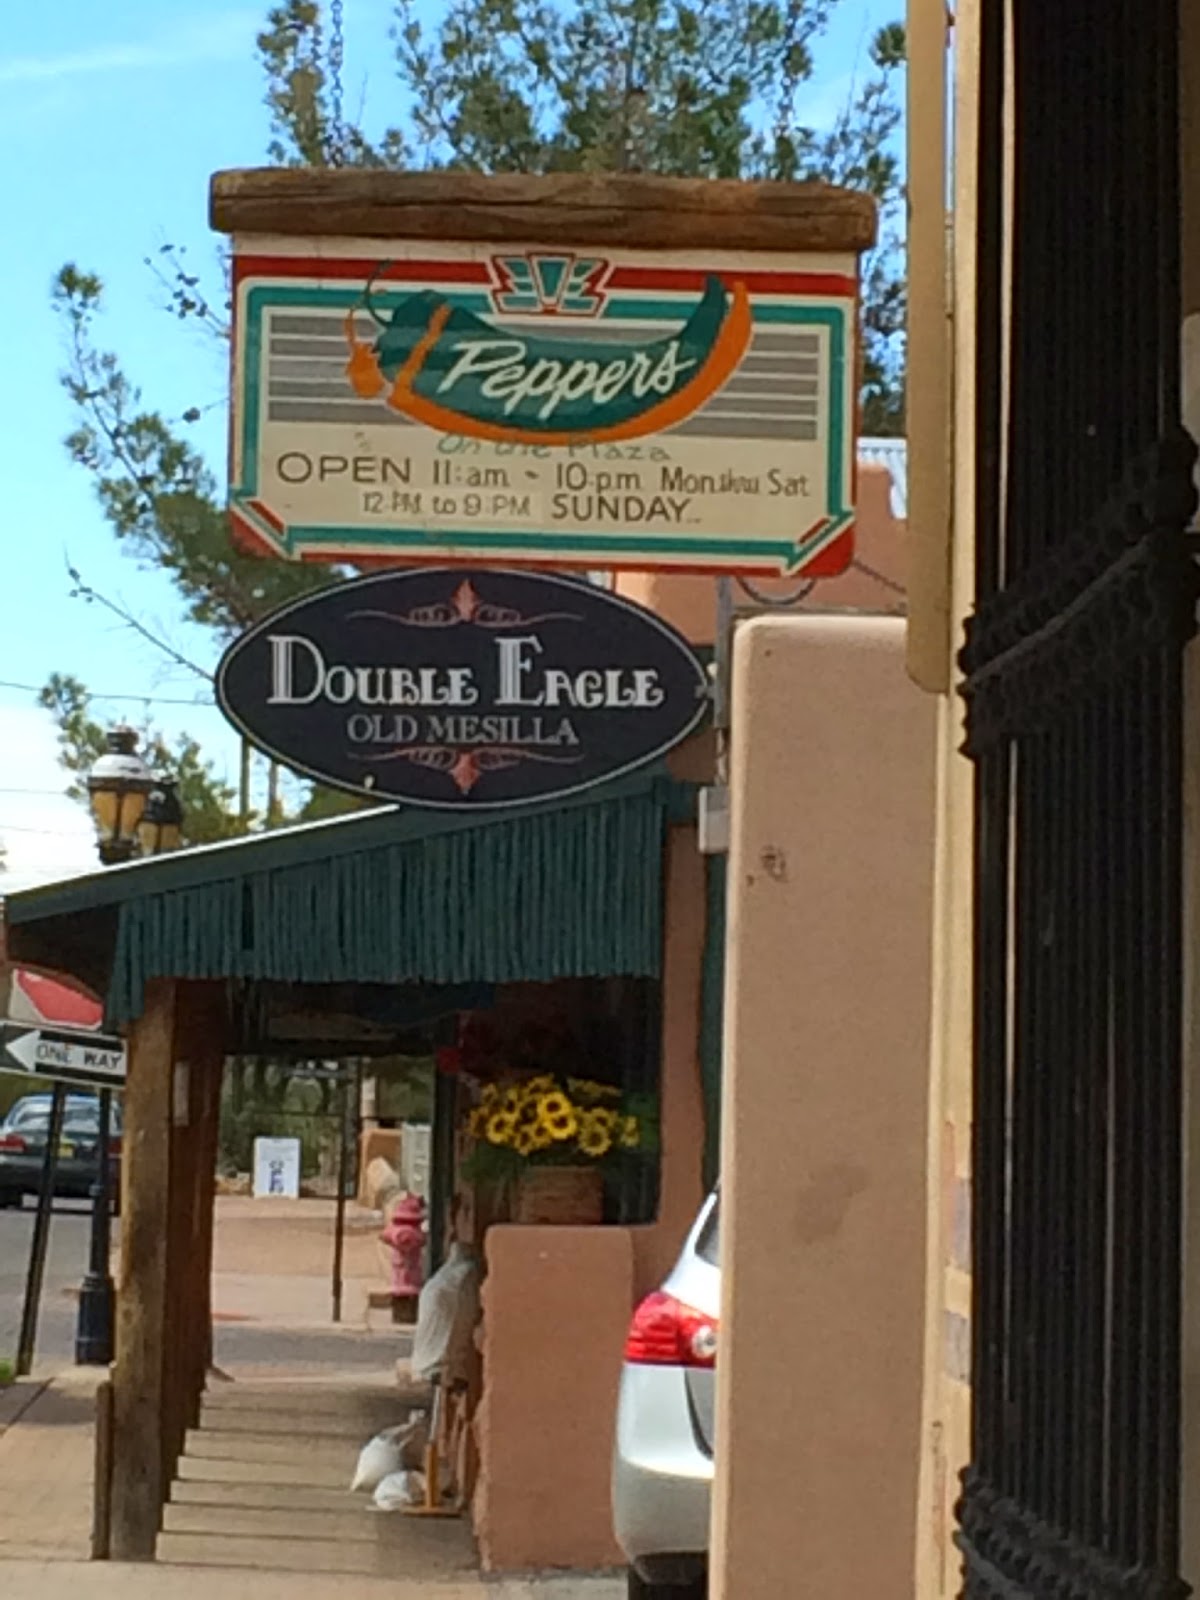 Peppers
On the Plaza
OPEN 11:am - 10:pm Mon.thru Sat
12:PM to 9:PM SUNDAY
DOUBLE EAGLE
OLD MESILLA
ONE WAY